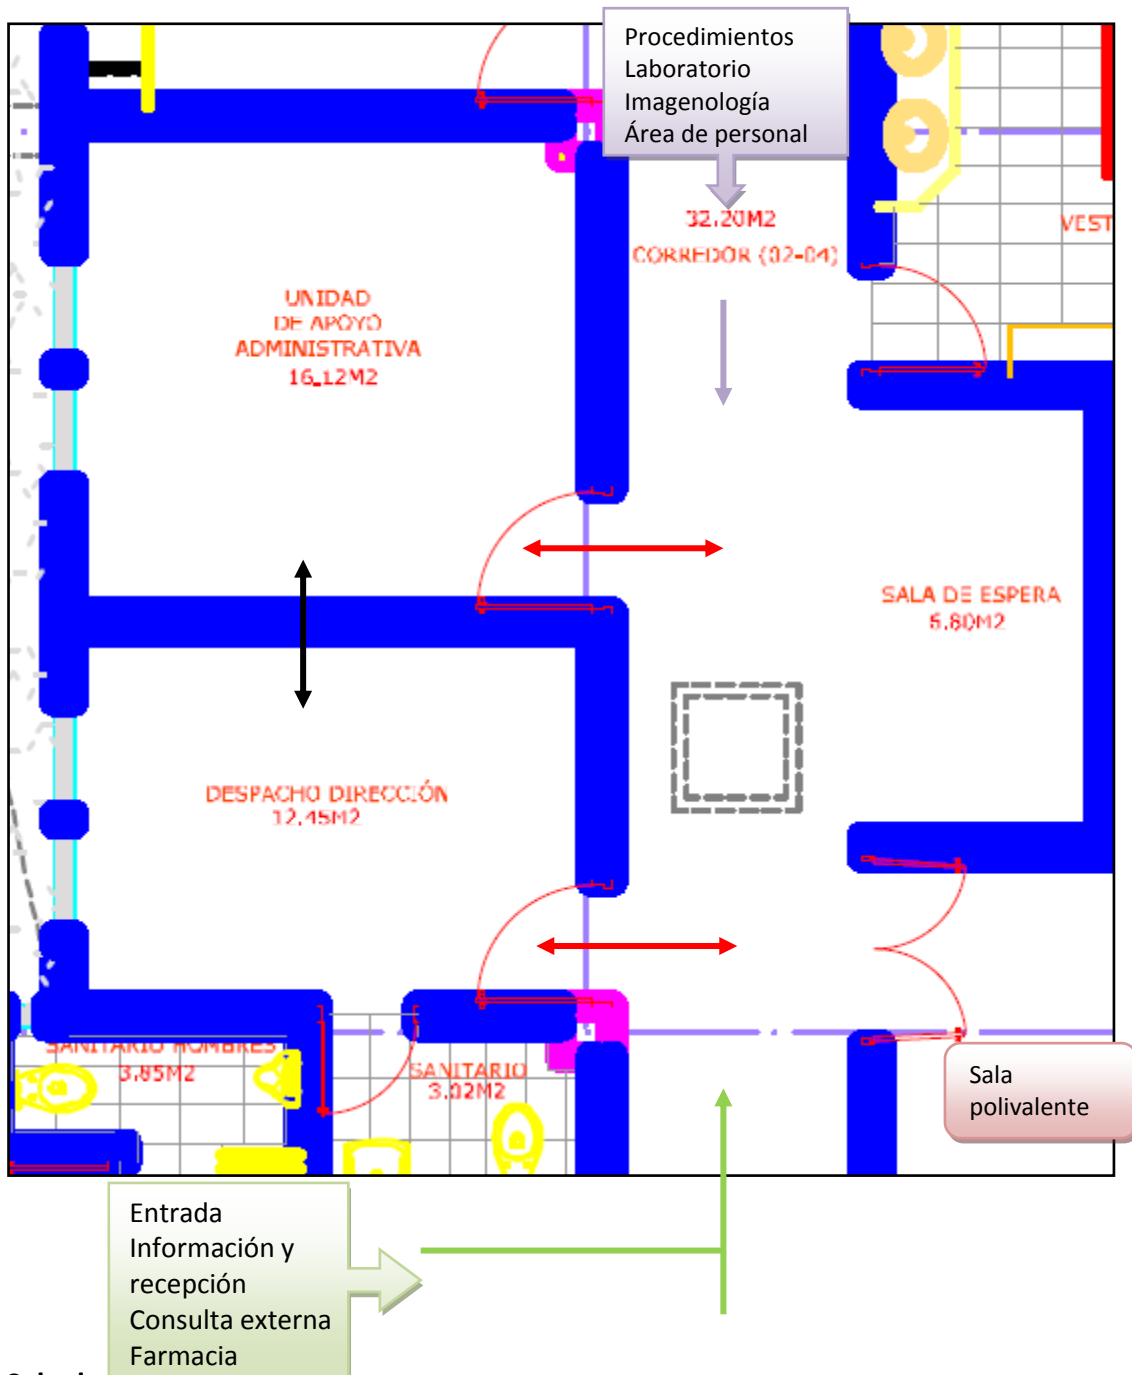 Procedimientos
Laboratorio
Imagenología
Área de personal
32.20M2
CORREDOR (02-04)
VEST
UNIDAD
DE APOYO
ADMINISTRATIVA
16.12M2
SALA DE ESPERA
6.80M2
DESPACHO DIRECCIÓN
12.45M2
SANITARIO HOMBRES
3.85M2
SANITARIO
3.02M2
Sala
polivalente
Entrada
Información y
recepción
Consulta externa
Farmacia